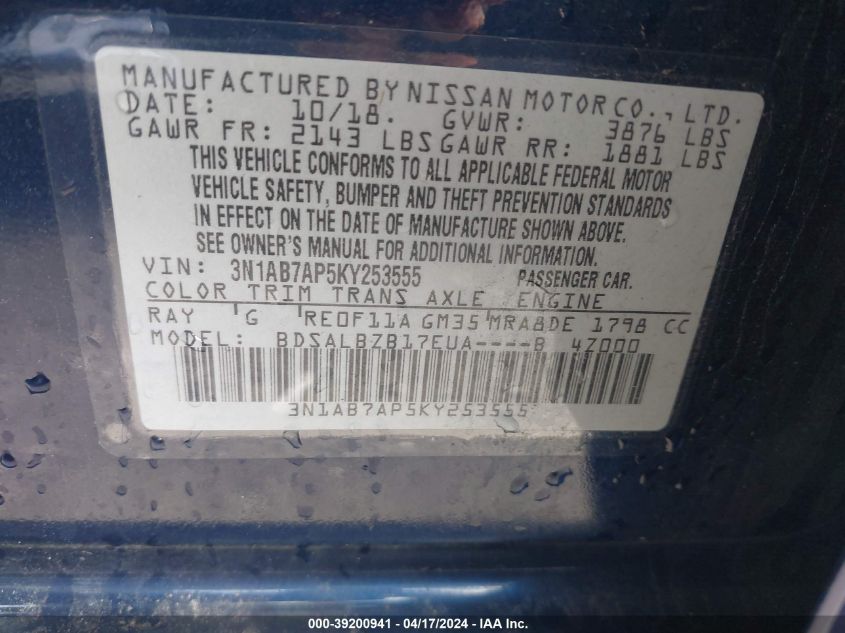 MANUFACTURED BY NISSAN MOTOR CO., LTD.
DATE: 10/18. GVWR: 3876 LBS
GAWR FR: 2143 LBS GAWR RR: 1881 LBS
THIS VEHICLE CONFORMS TO ALL APPLICABLE FEDERAL MOTOR
VEHICLE SAFETY, BUMPER AND THEFT PREVENTION STANDARDS
IN EFFECT ON THE DATE OF MANUFACTURE SHOWN ABOVE.
SEE OWNER'S MANUAL FOR ADDITIONAL INFORMATION.
VIN: 3N1AB7AP5KY253555 PASSENGER CAR.
COLOR TRIM TRANS AXLE ENGINE
RAY G RE0F11A GM35 MRA8DE 1798 CC
MODEL: BDSALBZB17EUA----B 4Z000
3N1AB7AP5KY253555
000-39200941 - 04/17/2024 - IAAI.com